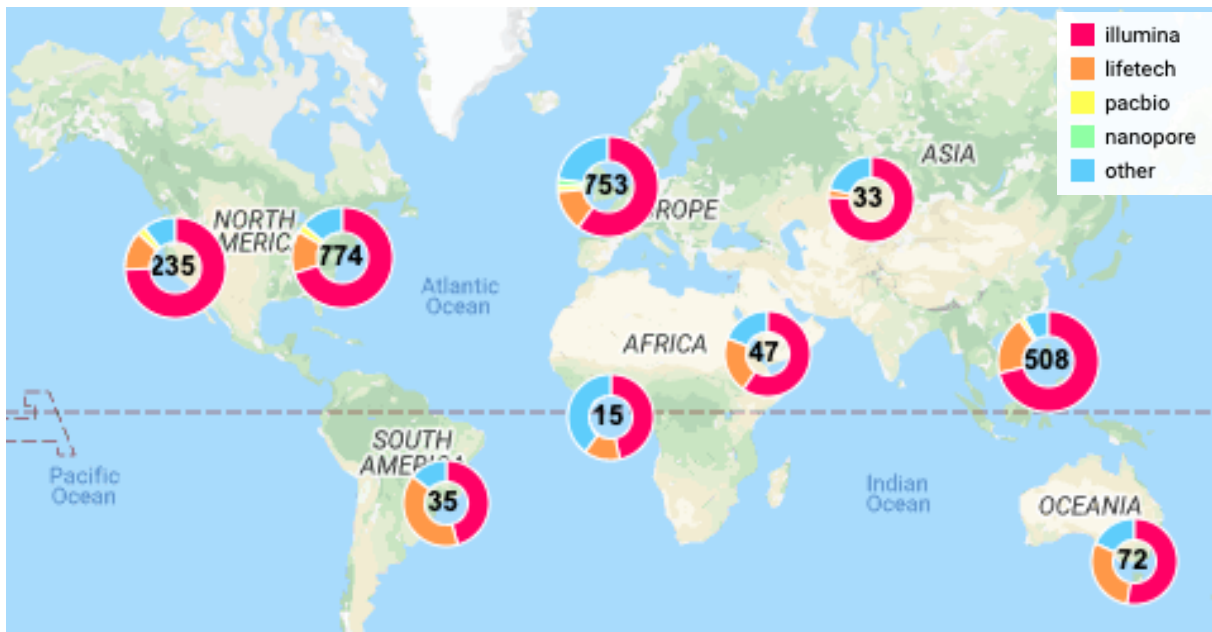 illumina
lifetech
pacbio
nanopore
other
ASIA
753
ROPE
33
NORTH
MERIC
235
774
Atlantic
Ocean
AFRICA
47
508
15
SOUTH
AMERICA
35
Pacific
Ocean
Indian
Ocean
OCEANIA
72